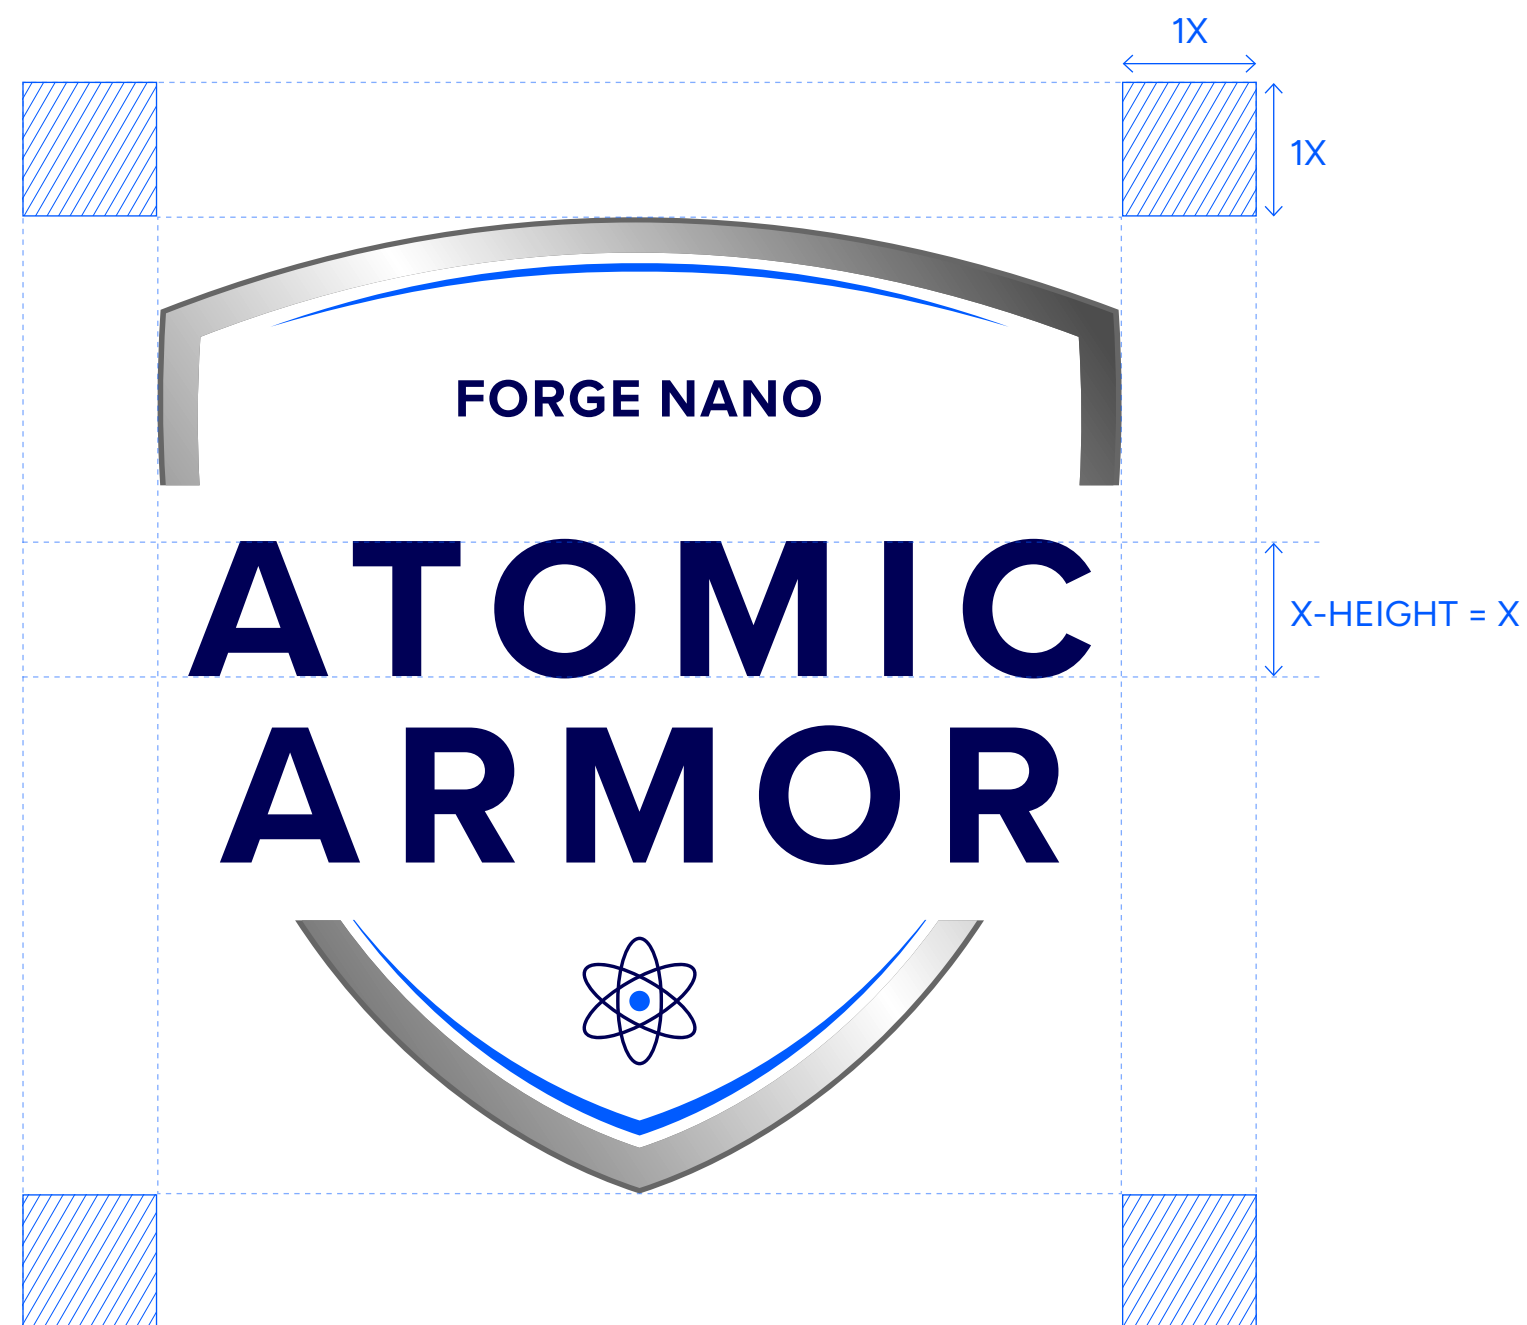 1X
1X
FORGE NANO
ATOMIC
X-HEIGHT = X
ARMOR